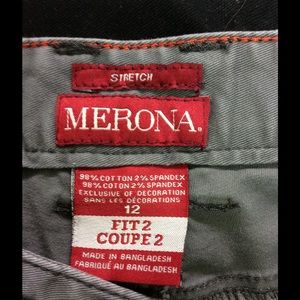 STRETCH
MERONA.
98% COTTON 2% SPANDEX
98% COTON 2% SPANDEX
EXCLUSIVE OF DECORATION
SANS LES DÉCORATIONS
12
FIT 2
COUPE 2
MADE IN BANGLADESH
FABRIQUÉ AU BANGLADESH